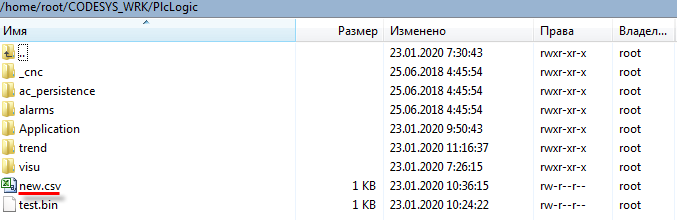 /home/root/CODESYS_WRK/PlcLogic
Имя Размер Изменено Права Владел...
.. 23.01.2020 7:30:43 rwxr-xr-x root
_cnc 25.06.2018 4:45:54 rwxr-xr-x root
ac_persistence 25.06.2018 4:45:54 rwxr-xr-x root
alarms 25.06.2018 4:45:54 rwxr-xr-x root
Application 23.01.2020 9:50:43 rwxr-xr-x root
trend 23.01.2020 11:16:37 rwxr-xr-x root
visu 23.01.2020 7:26:15 rwxr-xr-x root
new.csv 1 KB 23.01.2020 10:36:15 rw-r--r-- root
test.bin 1 KB 23.01.2020 10:24:22 rw-r--r-- root